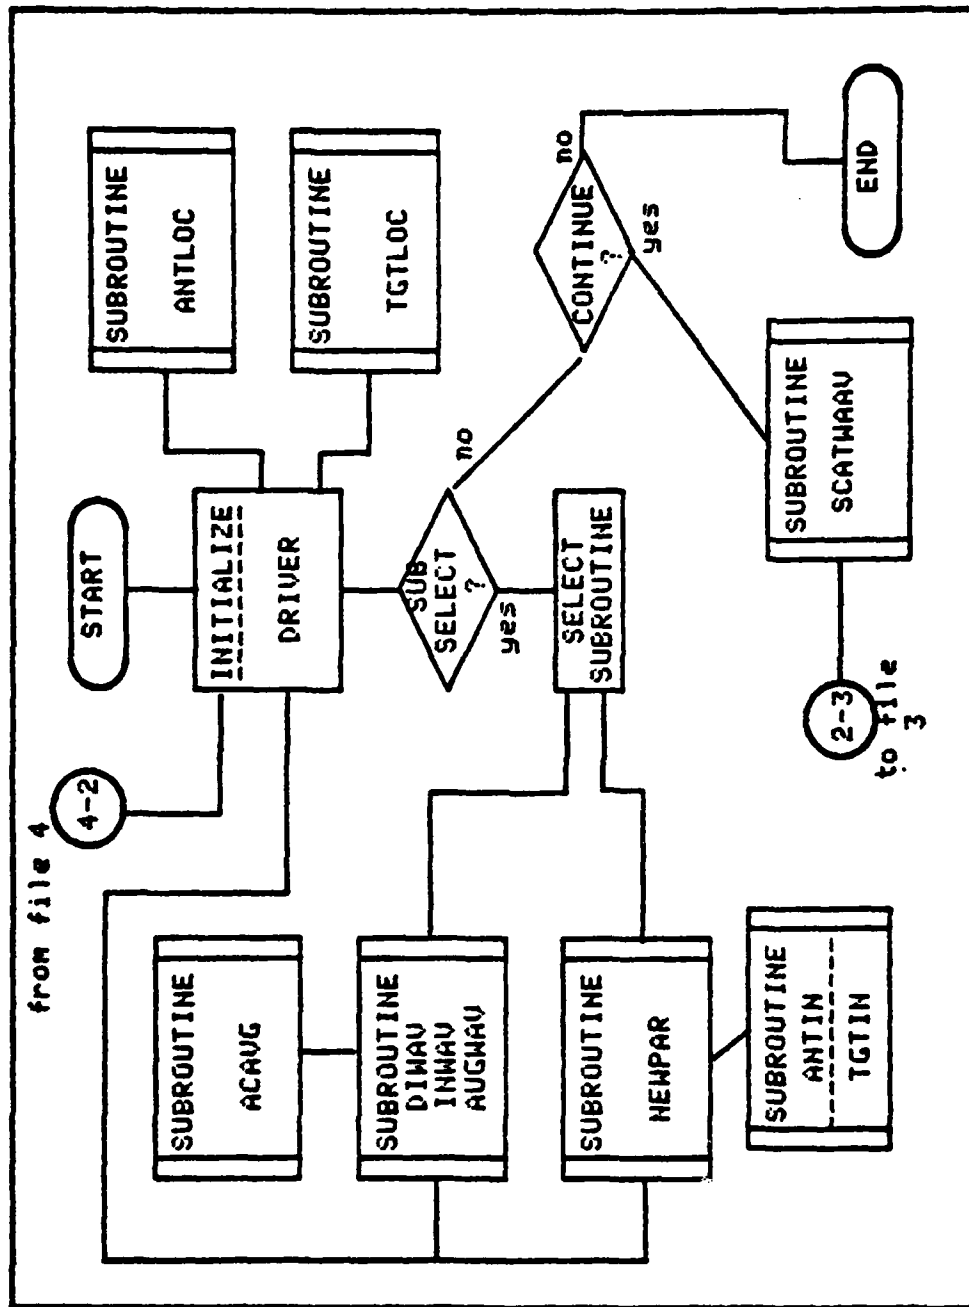 from file 4
4-2
START
SUBROUTINE
ANTLOC
INITIALIZE
DRIVER
SUBROUTINE
TGTLOC
SUBROUTINE
ACAVG
SUB
SELECT
?
no
yes
SUBROUTINE
DIWAV
INWAV
AUGWAV
SELECT
SUBROUTINE
CONTINUE
?
no
yes
SUBROUTINE
NEWPAR
SUBROUTINE
ANTIN
TGTIN
2-3
to file
3
SUBROUTINE
SCATWAAV
END